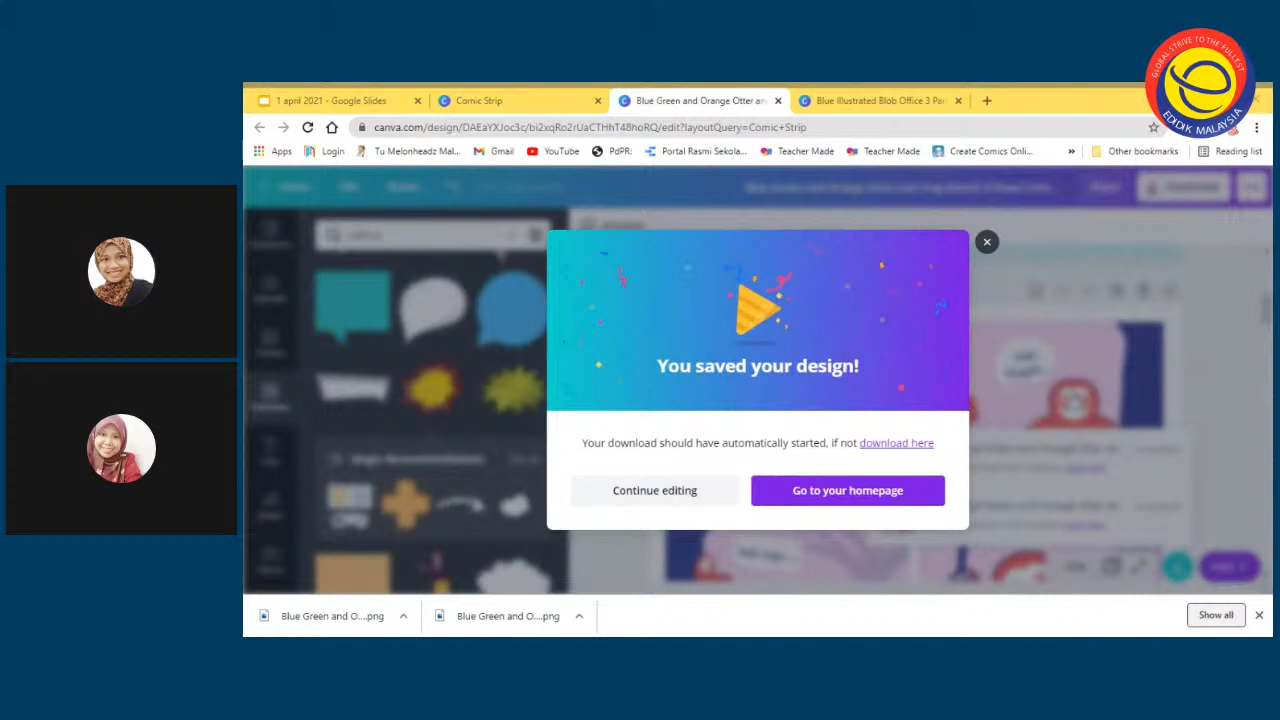 GLOBAL STRIVE TO THE FULLEST
EDIDIK MALAYSIA
1 april 2021 - Google Slides
Comic Strip
Blue Green and Orange Otter an
Blue Illustrated Blob Office 3 Pan
canva.com/design/DAEaYXJoc3c/bi2xqRo2rUaCTHhT48hoRQ/edit?layoutQuery=Comic+Strip
Apps Login Tu Melonheadz Mal... Gmail YouTube PdPR: Portal Rasmi Sekola... Teacher Made Teacher Made Create Comics Onli... » Other bookmarks Reading list
You saved your design!
Your download should have automatically started, if not download here
Continue editing
Go to your homepage
Blue Green and O....png
Blue Green and O....png
Show all